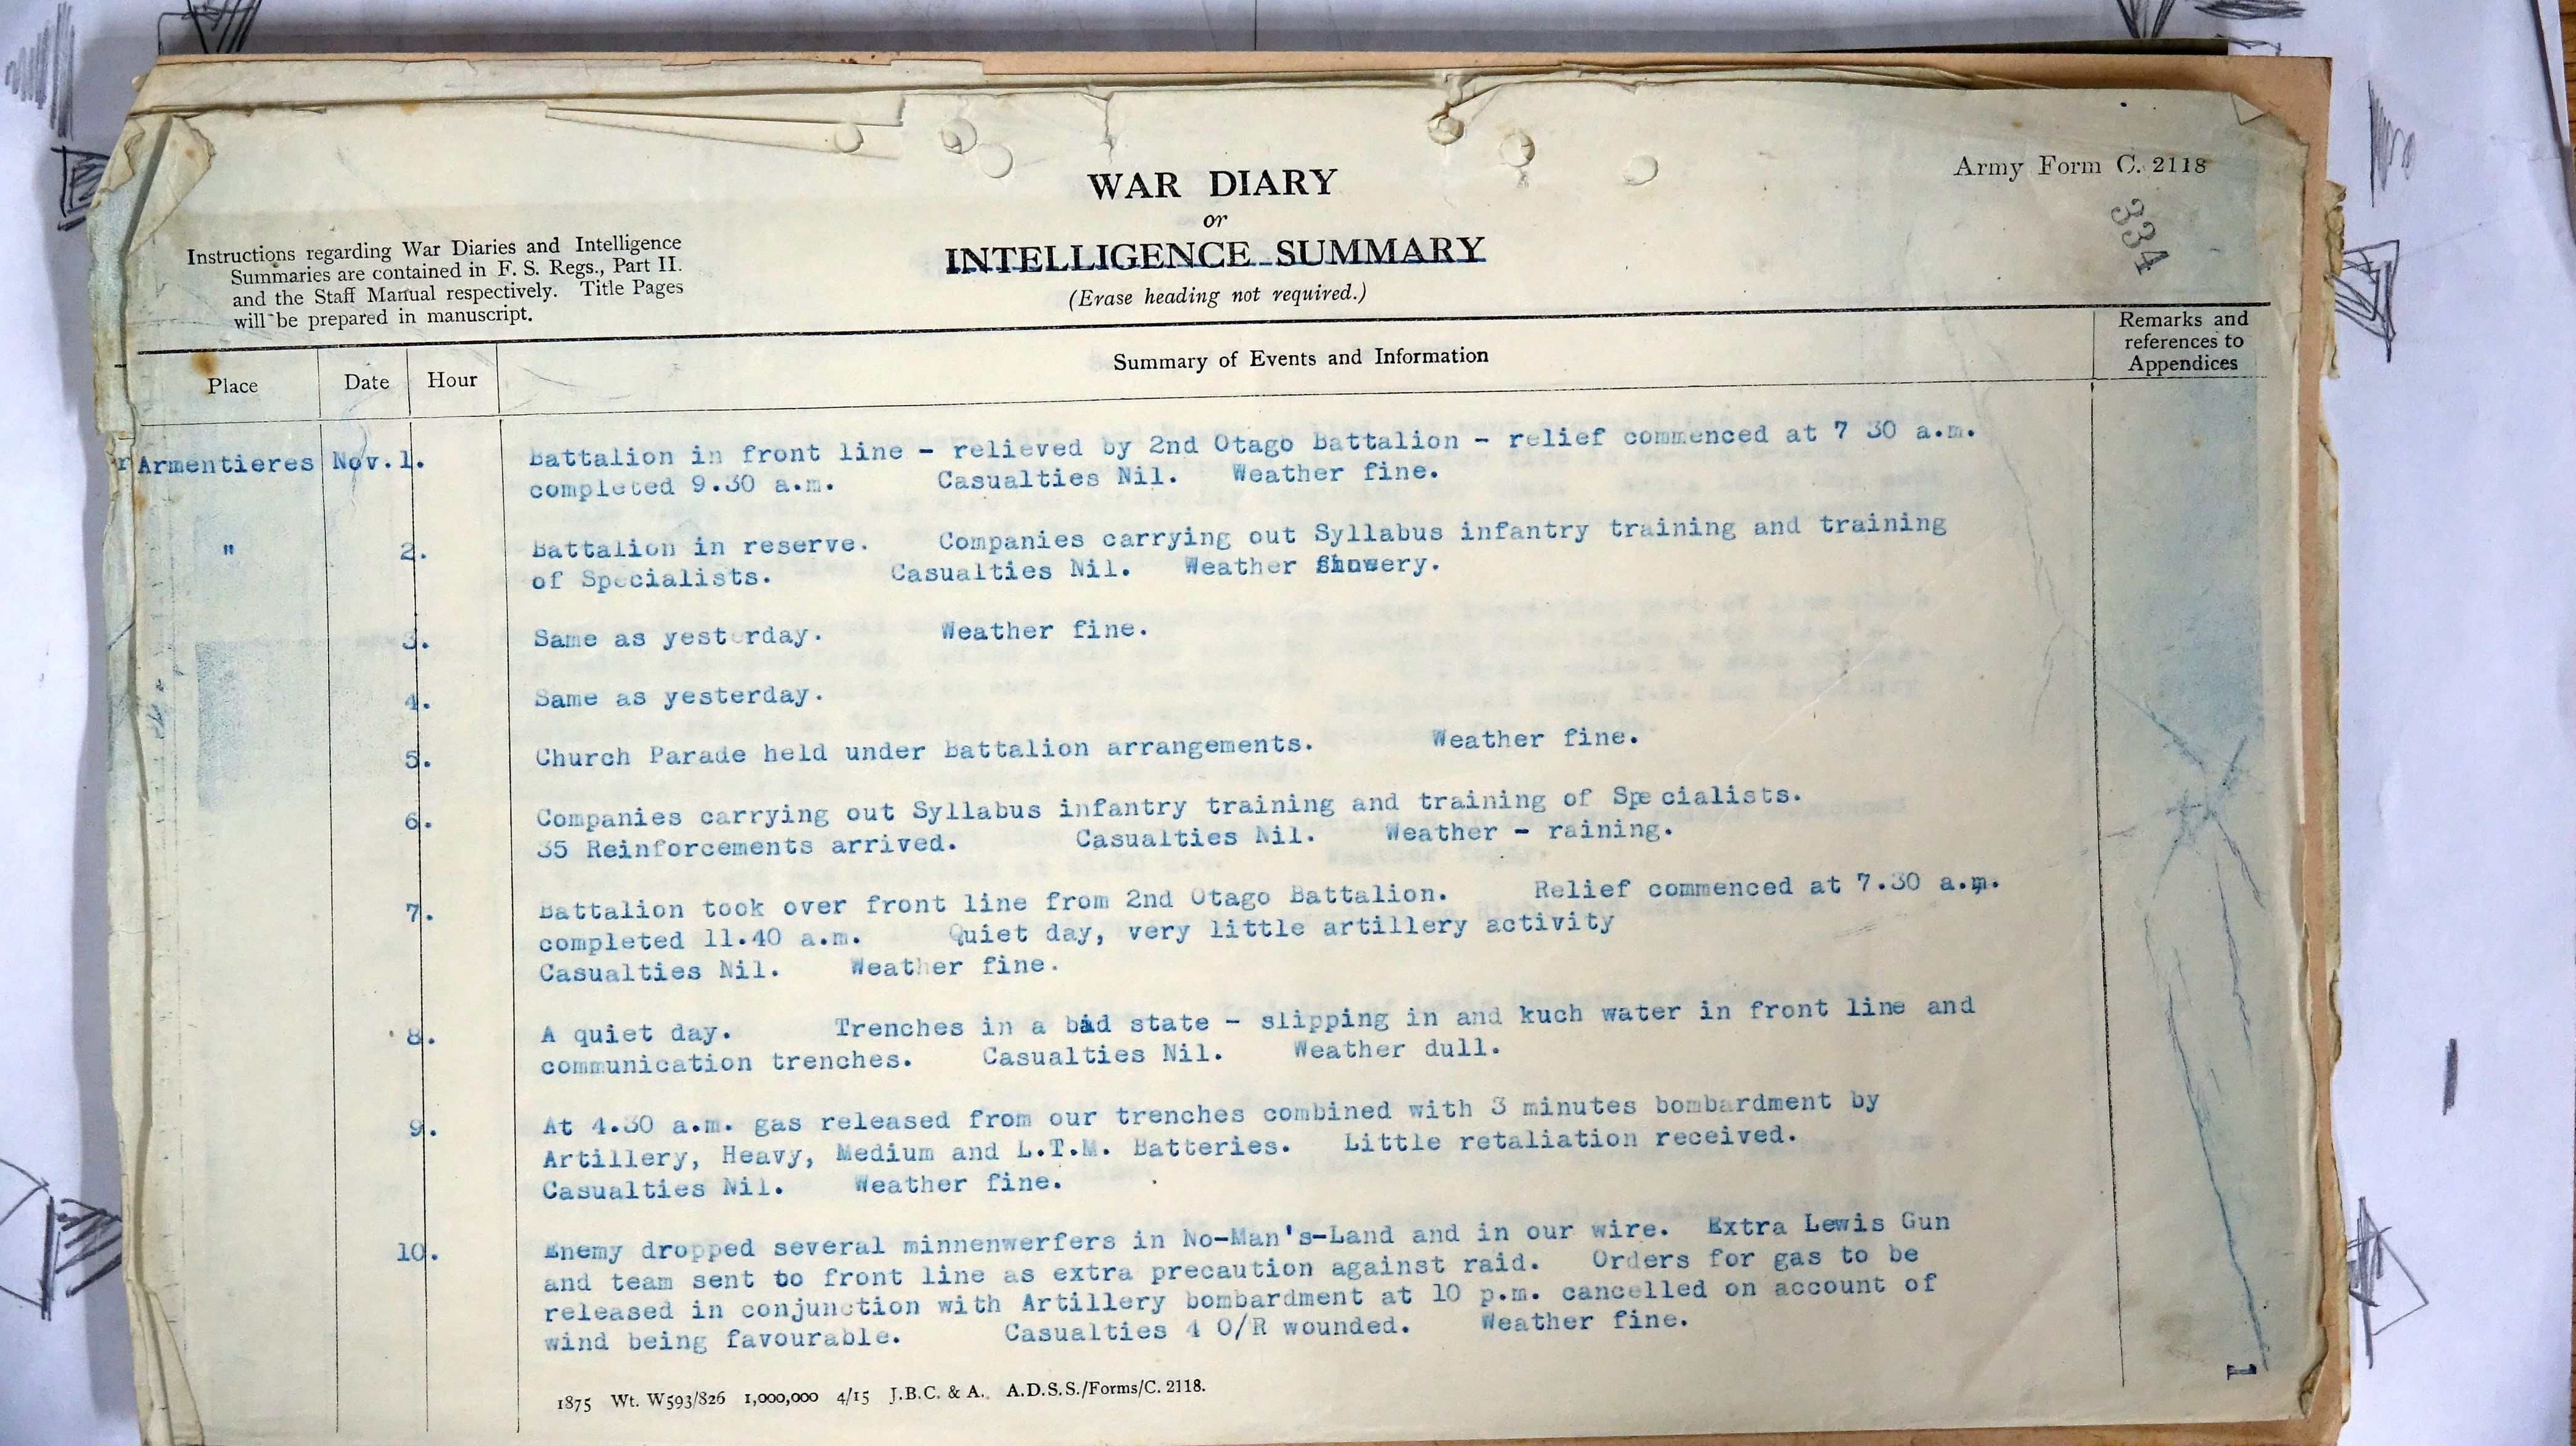 Army Form C. 2118
334
WAR DIARY
or
INTELLIGENCE SUMMARY
(Erase heading not required.)
Instructions regarding War Diaries and Intelligence
Summaries are contained in F. S. Regs., Part II.
and the Staff Manual respectively. Title Pages
will be prepared in manuscript.
Place Date Hour Summary of Events and Information Remarks and
references to
Appendices
Armentieres Nov. 1. Battalion in front line - relieved by 2nd Otago Battalion - relief commenced at 7 30 a.m.
completed 9.30 a.m. Casualties Nil. Weather fine.
" 2. Battalion in reserve. Companies carrying out Syllabus infantry training and training
of Specialists. Casualties Nil. Weather Showery.
3. Same as yesterday. Weather fine.
4. Same as yesterday.
5. Church Parade held under Battalion arrangements. Weather fine.
6. Companies carrying out Syllabus infantry training and training of Specialists.
35 Reinforcements arrived. Casualties Nil. Weather - raining.
7. Battalion took over front line from 2nd Otago Battalion. Relief commenced at 7.30 a.m.
completed 11.40 a.m. Quiet day, very little artillery activity
Casualties Nil. Weather fine.
8. A quiet day. Trenches in a bad state - slipping in and kuch water in front line and
communication trenches. Casualties Nil. Weather dull.
9. At 4.30 a.m. gas released from our trenches combined with 3 minutes bombardment by
Artillery, Heavy, Medium and L.T.M. Batteries. Little retaliation received.
Casualties Nil. Weather fine.
10. Enemy dropped several minnenwerfers in No-Man's-Land and in our wire. Extra Lewis Gun
and team sent to front line as extra precaution against raid. Orders for gas to be
released in conjunction with Artillery bombardment at 10 p.m. cancelled on account of
wind being favourable. Casualties 4 O/R wounded. Weather fine.
1875 Wt. W593/826 1,000,000 4/15 J.B.C. & A. A.D.S.S./Forms/C. 2118.